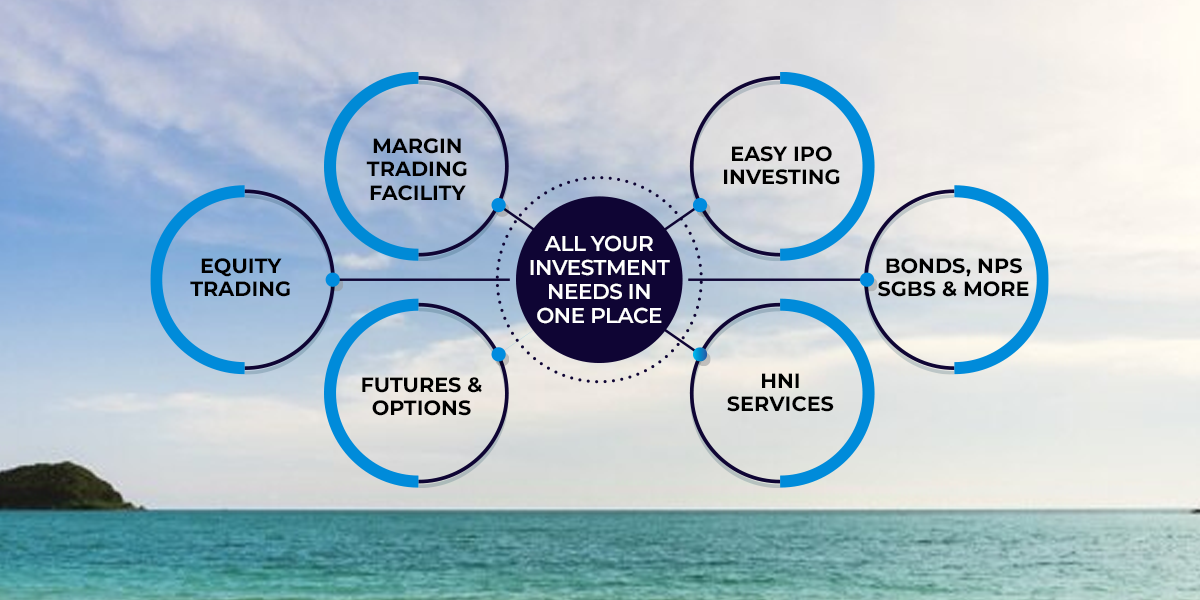 MARGIN
TRADING
FACILITY
EASY IPO
INVESTING
EQUITY
TRADING
ALL YOUR
INVESTMENT
NEEDS IN
ONE PLACE
BONDS, NPS
SGBS & MORE
FUTURES &
OPTIONS
HNI
SERVICES